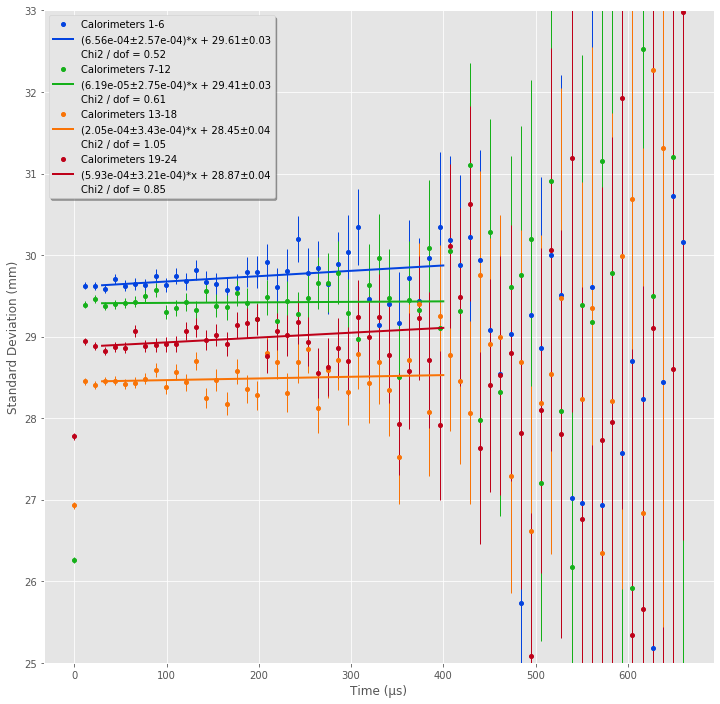 Calorimeters 1-6
(6.56e-04±2.57e-04)*x + 29.61±0.03
Chi2 / dof = 0.52
Calorimeters 7-12
(6.19e-05±2.75e-04)*x + 29.41±0.03
Chi2 / dof = 0.61
Calorimeters 13-18
(2.05e-04±3.43e-04)*x + 28.45±0.04
Chi2 / dof = 1.05
Calorimeters 19-24
(5.93e-04±3.21e-04)*x + 28.87±0.04
Chi2 / dof = 0.85
Standard Deviation (mm)
33
32
31
30
29
28
27
26
25
0 100 200 300 400 500 600
Time (μs)